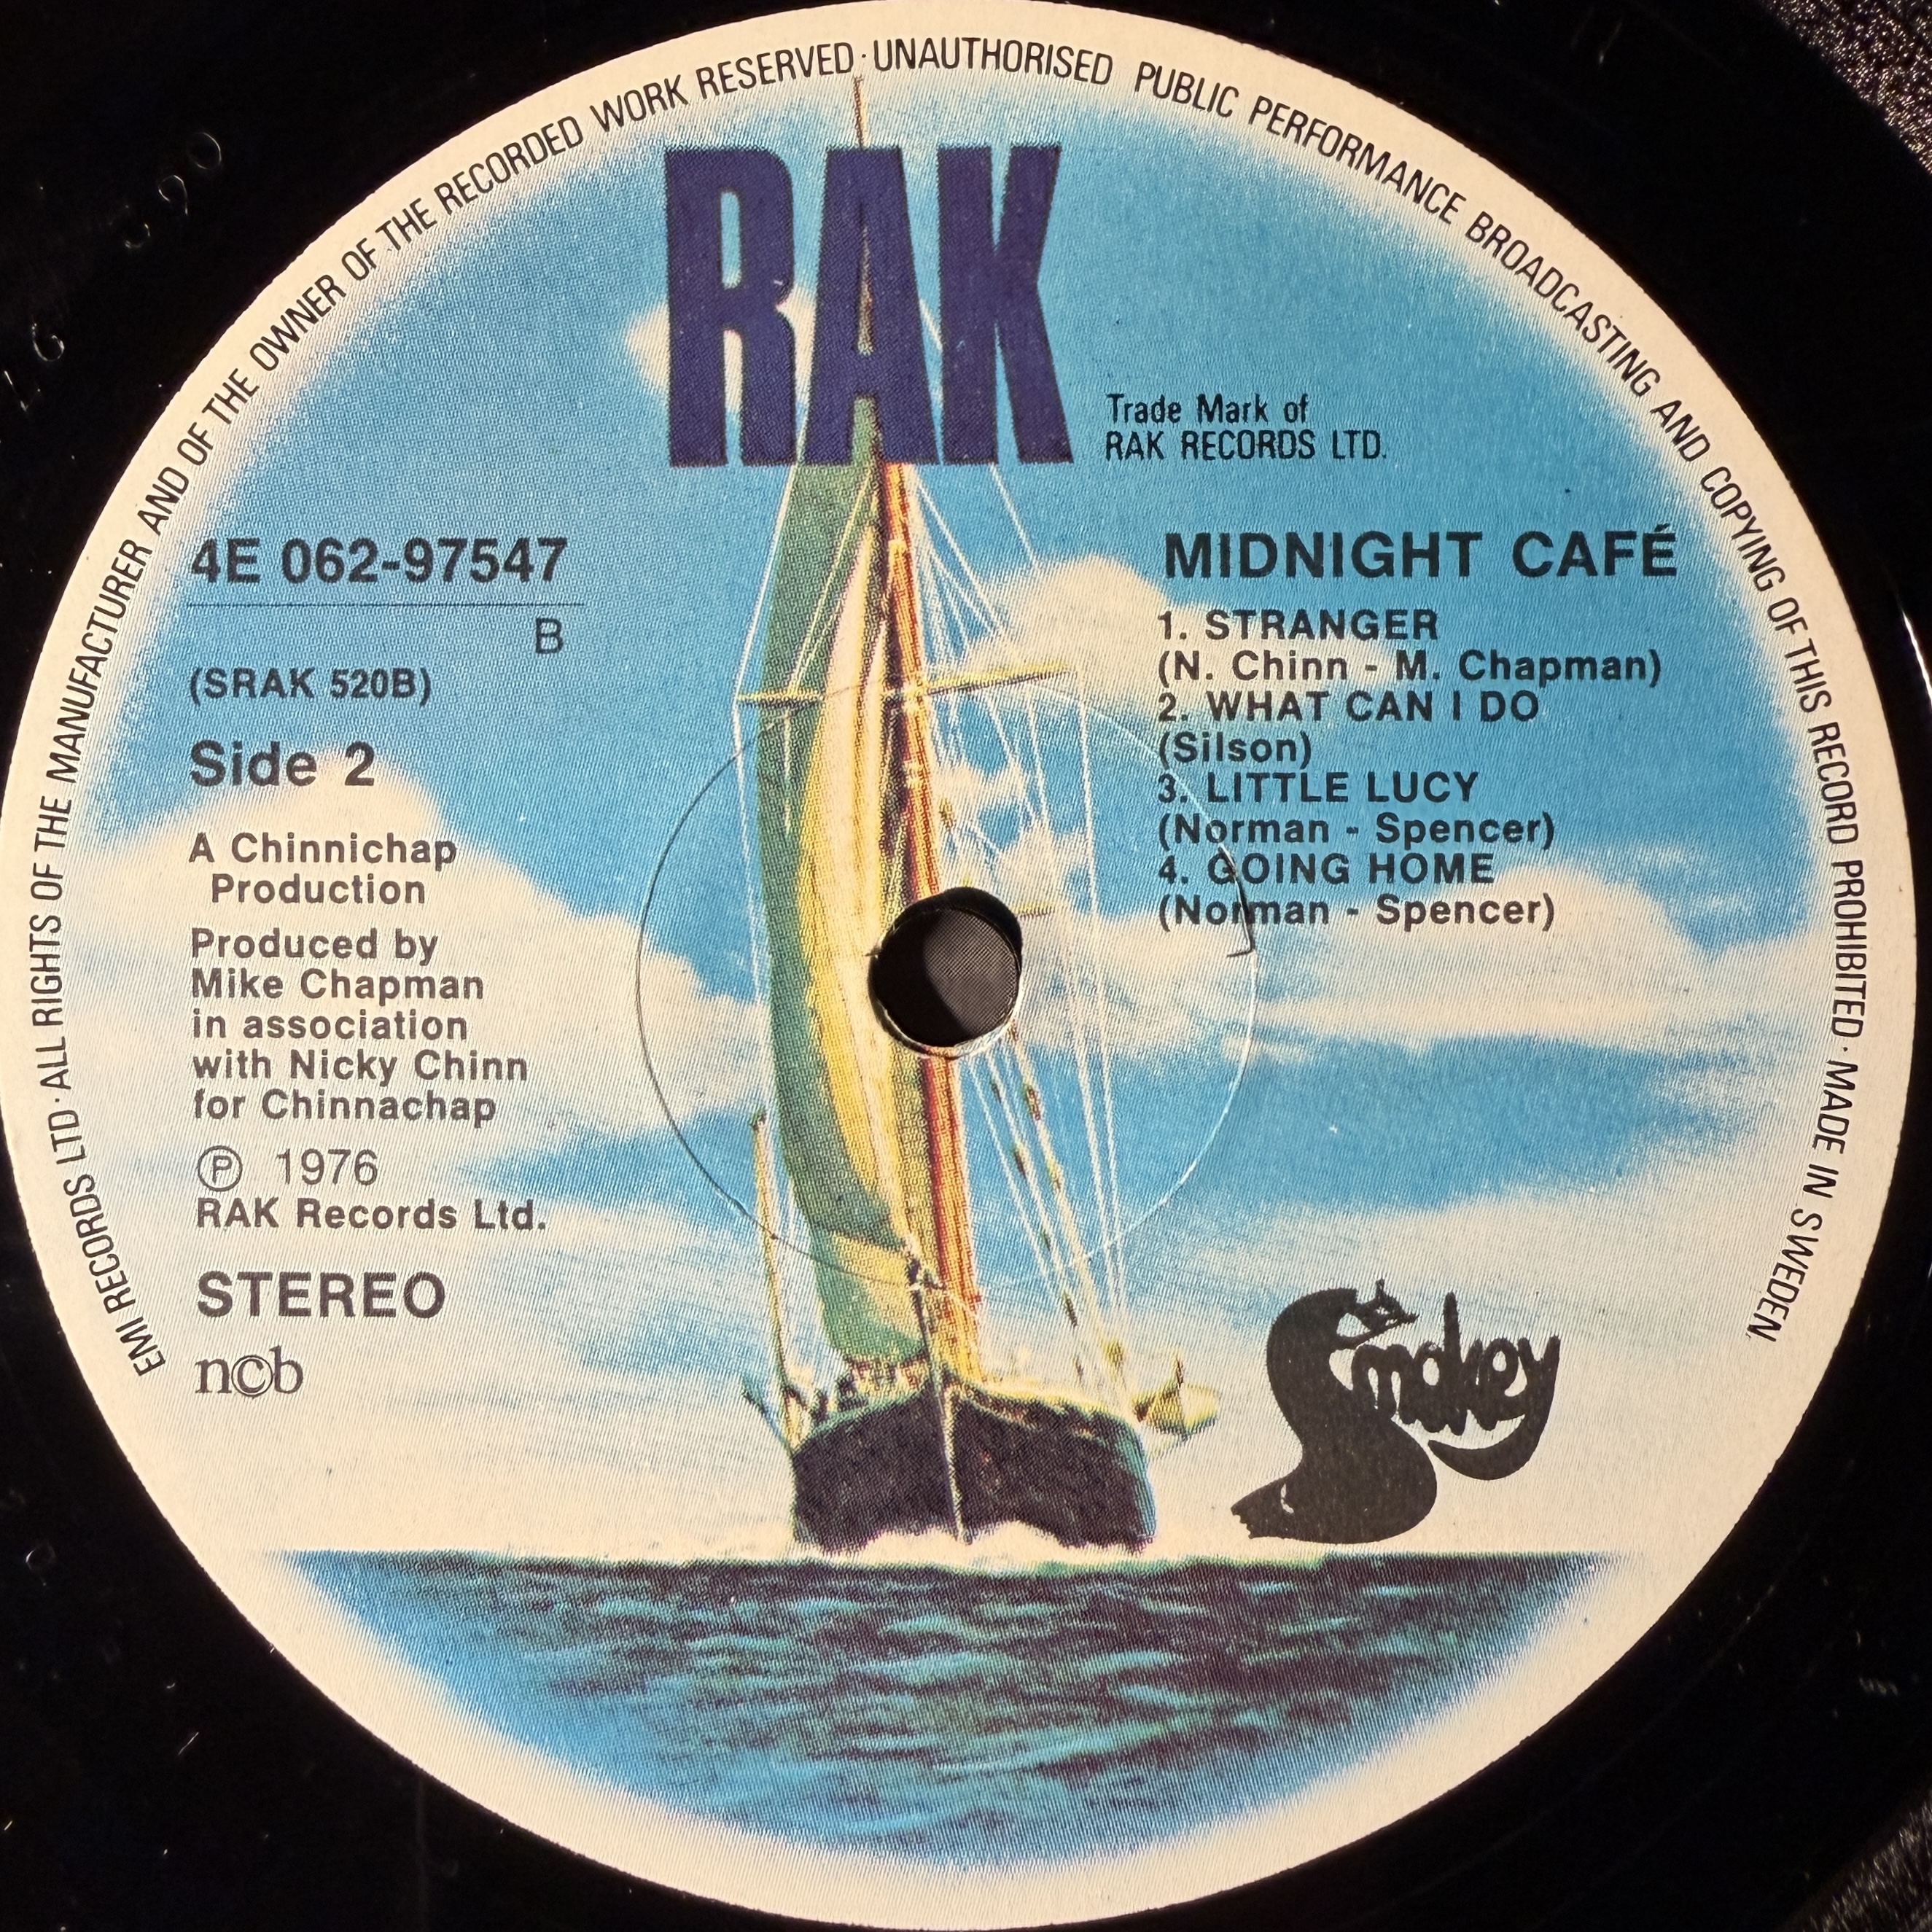 EMI RECORDS LTD · ALL RIGHTS OF THE MANUFACTURER AND OF THE OWNER OF THE RECORDED WORK RESERVED · UNAUTHORISED PUBLIC PERFORMANCE BROADCASTING AND COPYING OF THIS RECORD PROHIBITED · MADE IN SWEDEN
RAK
Trade Mark of
RAK RECORDS LTD.
4E 062-97547
B
(SRAK 520B)
Side 2
A Chinnichap
Production
Produced by
Mike Chapman
in association
with Nicky Chinn
for Chinnachap
Ⓟ 1976
RAK Records Ltd.
STEREO
n©b
MIDNIGHT CAFÉ
1. STRANGER
(N. Chinn - M. Chapman)
2. WHAT CAN I DO
(Silson)
3. LITTLE LUCY
(Norman - Spencer)
4. GOING HOME
(Norman - Spencer)
Smokey